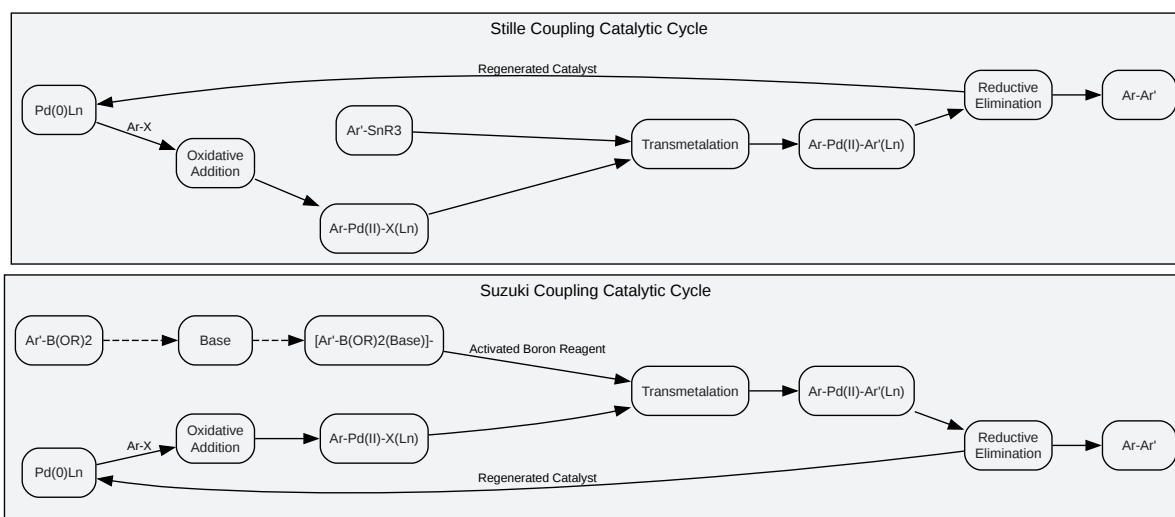 Stille Coupling Catalytic Cycle
Regenerated Catalyst
Pd(0)Ln
Ar-X
Oxidative
Addition
Ar'-SnR3
Ar-Pd(II)-X(Ln)
Transmetalation
Ar-Pd(II)-Ar'(Ln)
Reductive
Elimination
Ar-Ar'
Suzuki Coupling Catalytic Cycle
Ar'-B(OR)2
Base
[Ar'-B(OR)2(Base)]-
Activated Boron Reagent
Pd(0)Ln
Ar-X
Oxidative
Addition
Ar-Pd(II)-X(Ln)
Transmetalation
Ar-Pd(II)-Ar'(Ln)
Reductive
Elimination
Ar-Ar'
Regenerated Catalyst